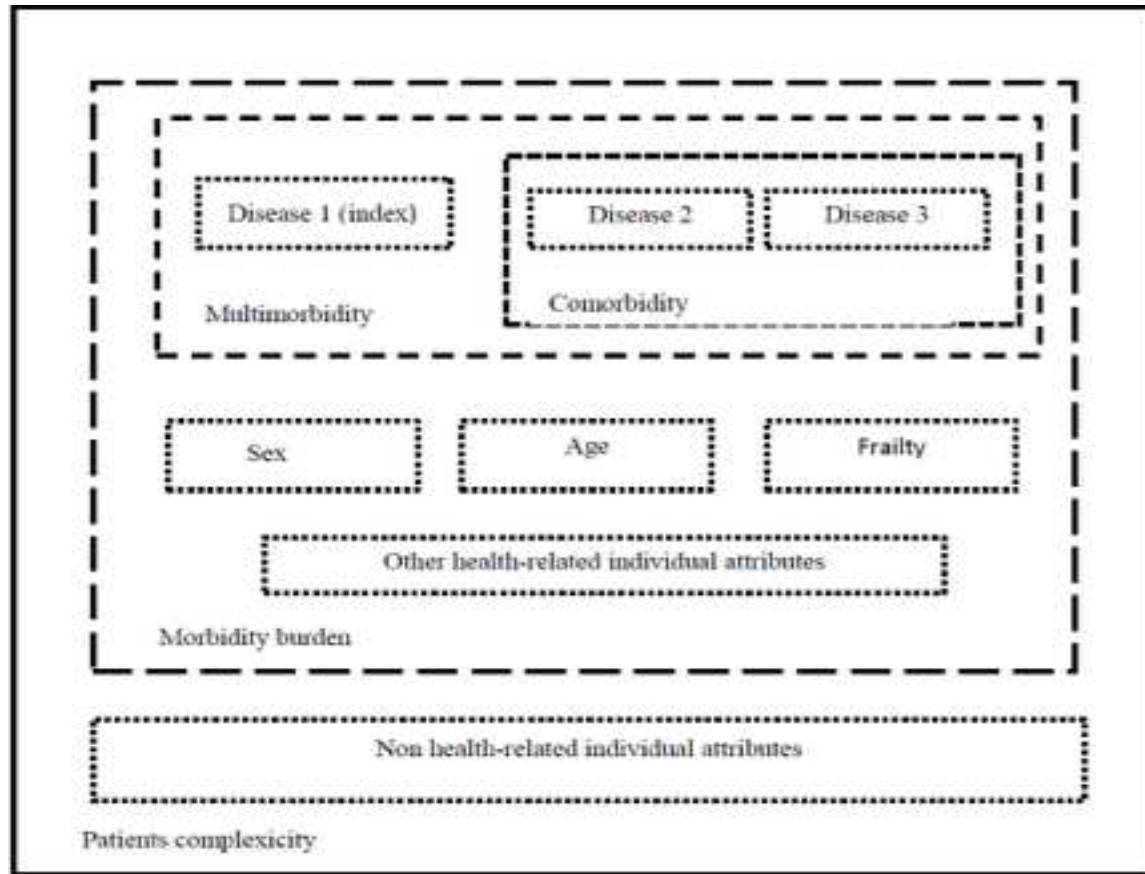 Disease 1 (index)
Disease 2
Disease 3
Multimorbidity
Comorbidity
Sex
Age
Frailty
Other health-related individual attributes
Morbidity burden
Non health-related individual attributes
Patients complexicity